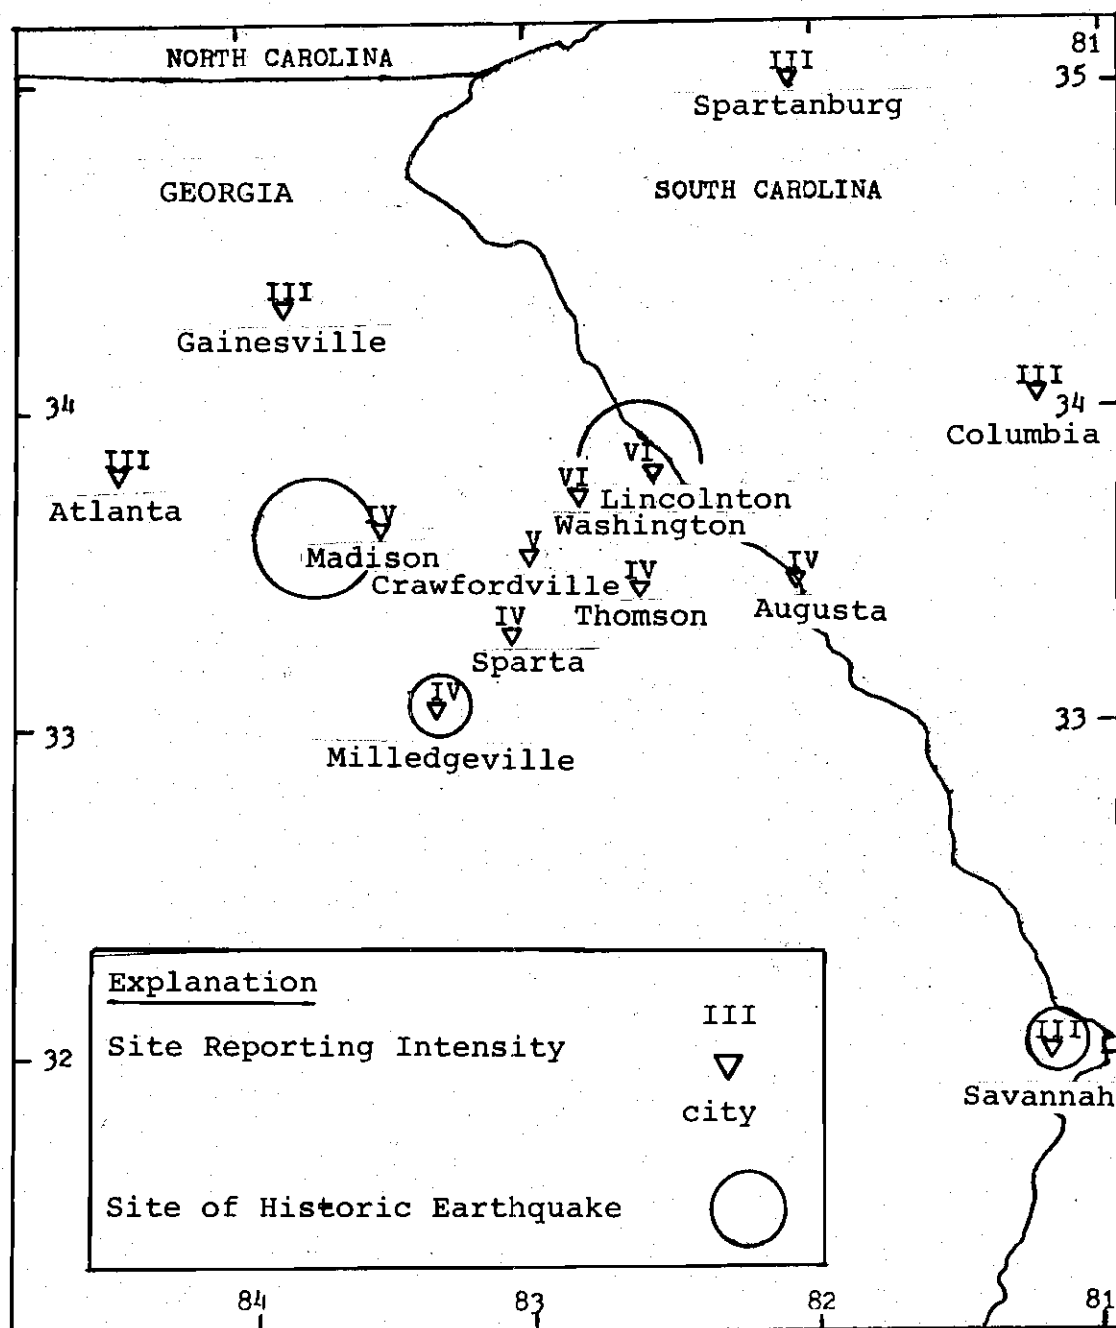 NORTH CAROLINA
81
III
35
Spartanburg
GEORGIA
SOUTH CAROLINA
III
Gainesville
III
34
34
Columbia
VI
III
Atlanta
VI
Lincolnton
IV
Washington
Madison
V
Crawfordville
IV
Thomson
IV
Augusta
IV
Sparta
IV
33
33
Milledgeville
Explanation
III
Site Reporting Intensity
city
Site of Historic Earthquake
32
III
Savannah
84
83
82
81